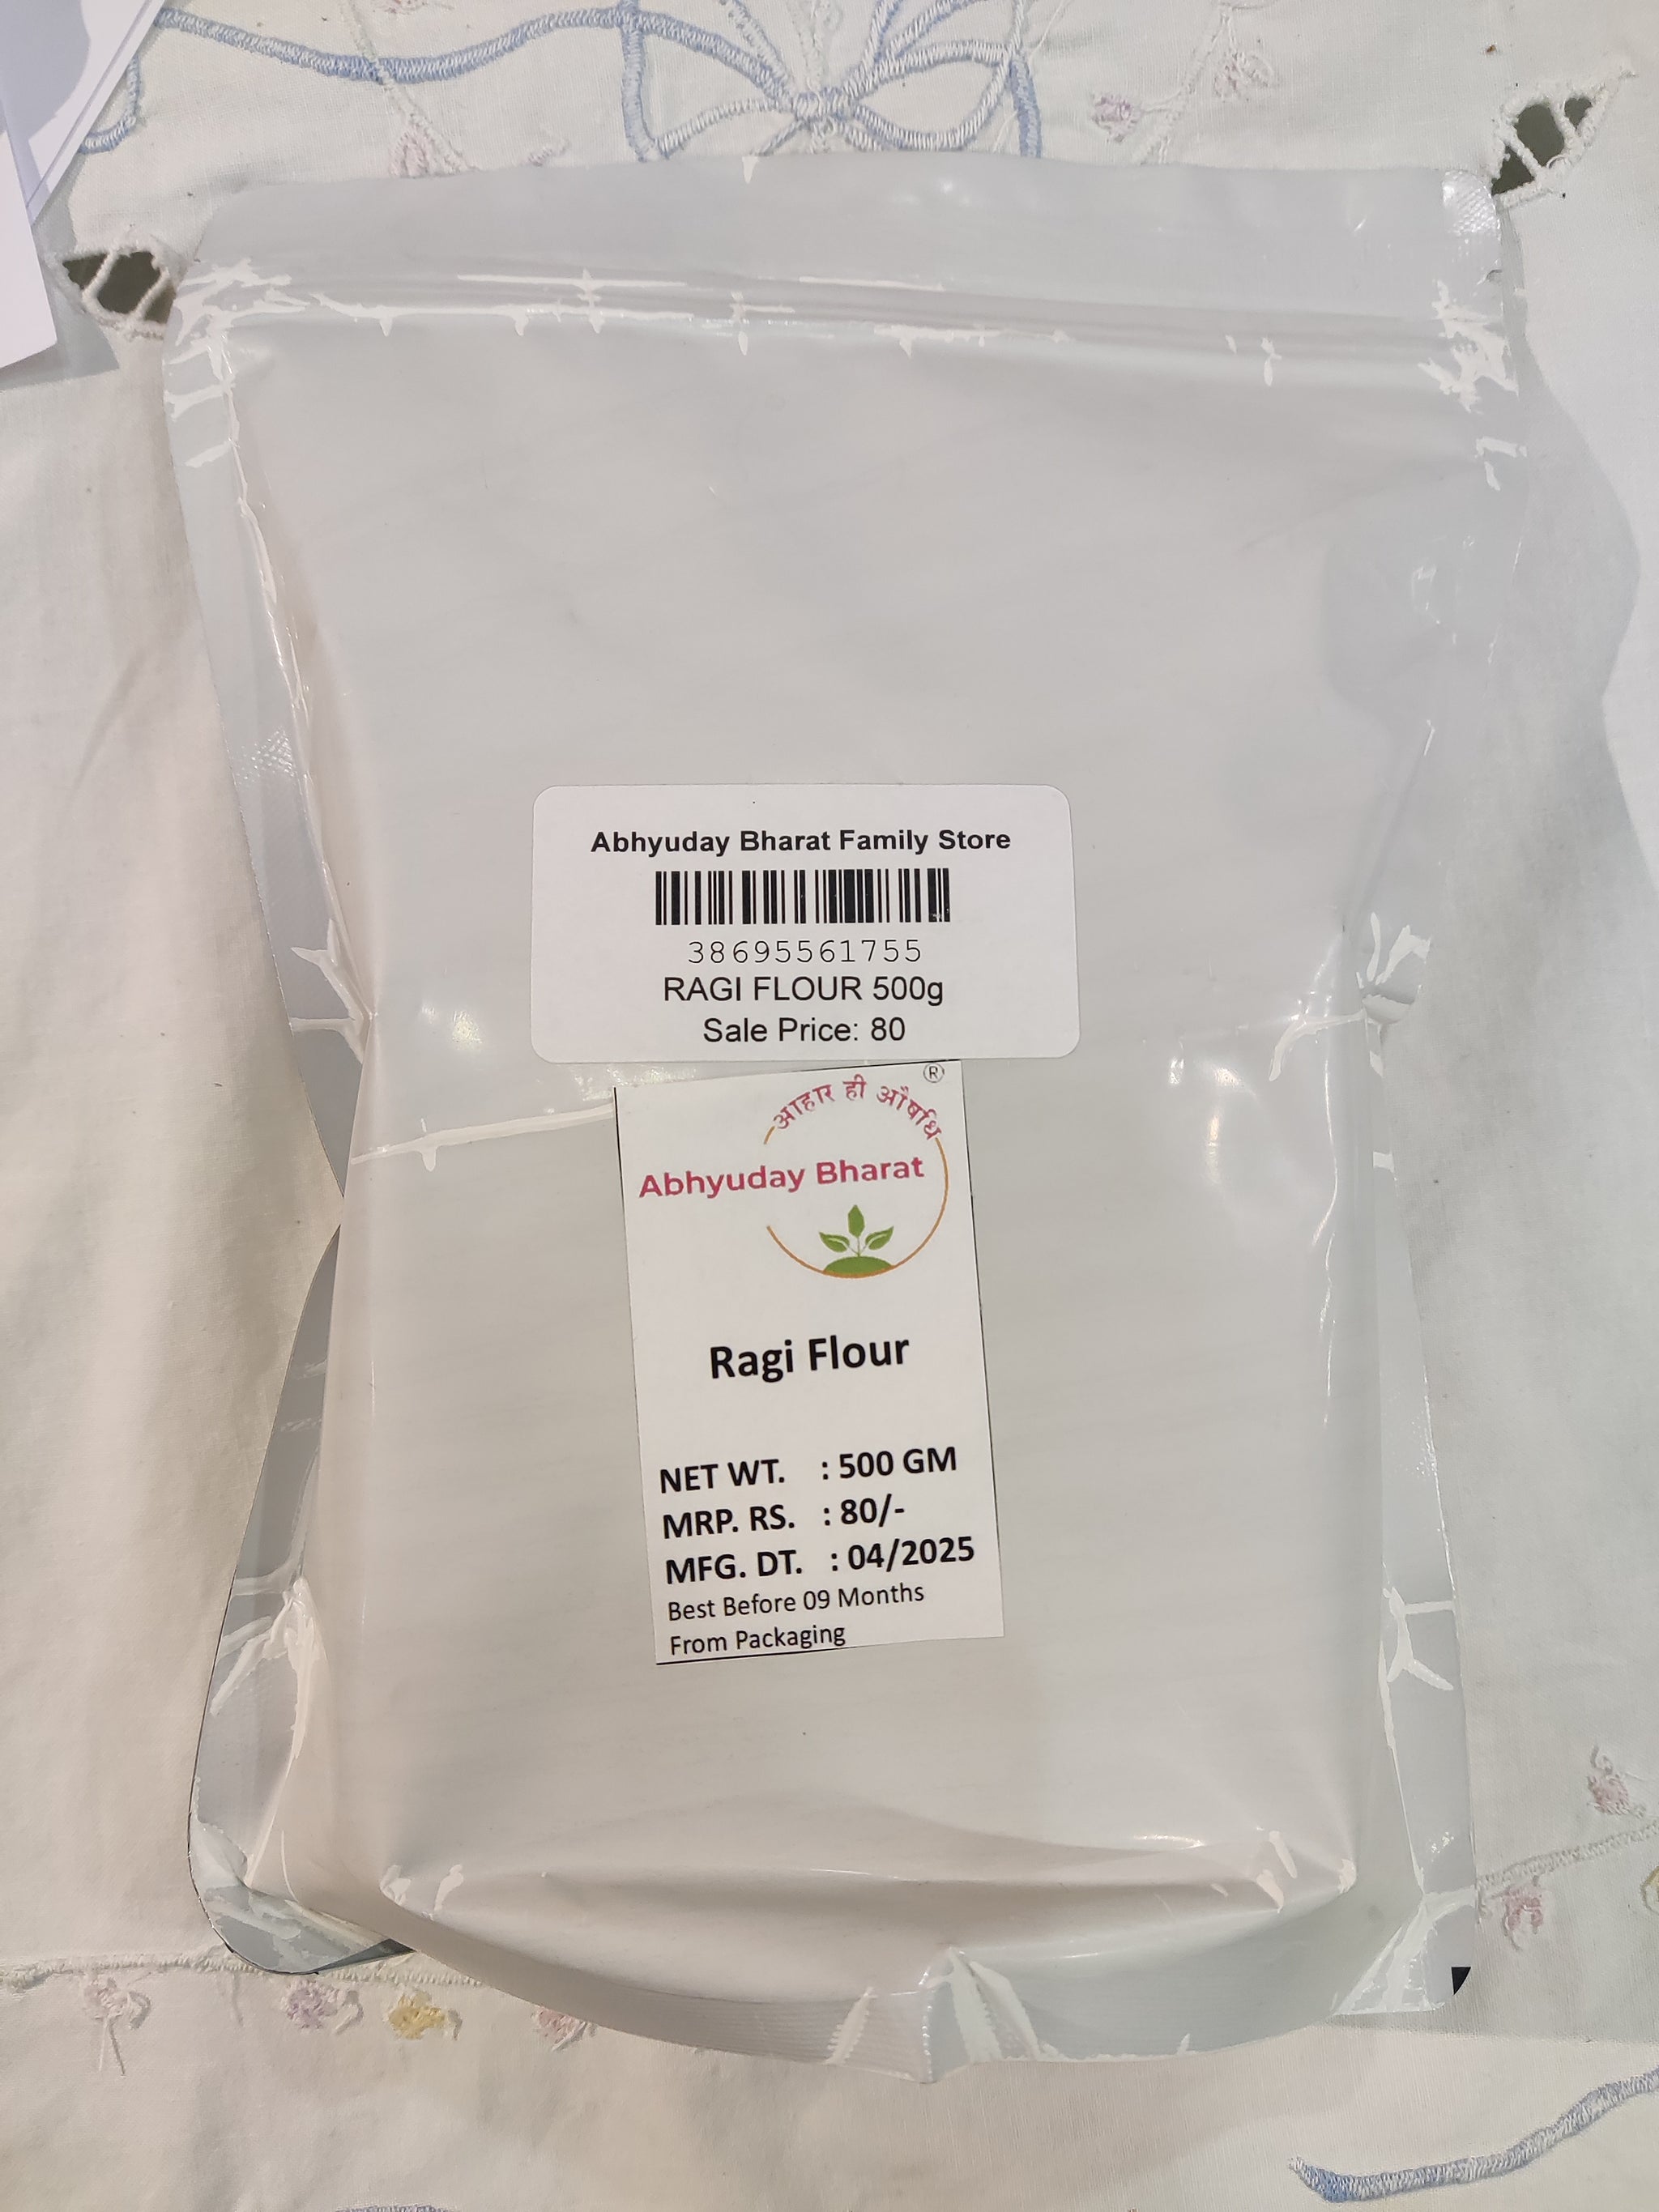 Abhyuday Bharat Family Store
38695561755
RAGI FLOUR 500g
Sale Price: 80
®
आहार ही औषधि
Abhyuday Bharat
Ragi Flour
NET WT. : 500 GM
MRP. RS. : 80/-
MFG. DT. : 04/2025
Best Before 09 Months
From Packaging